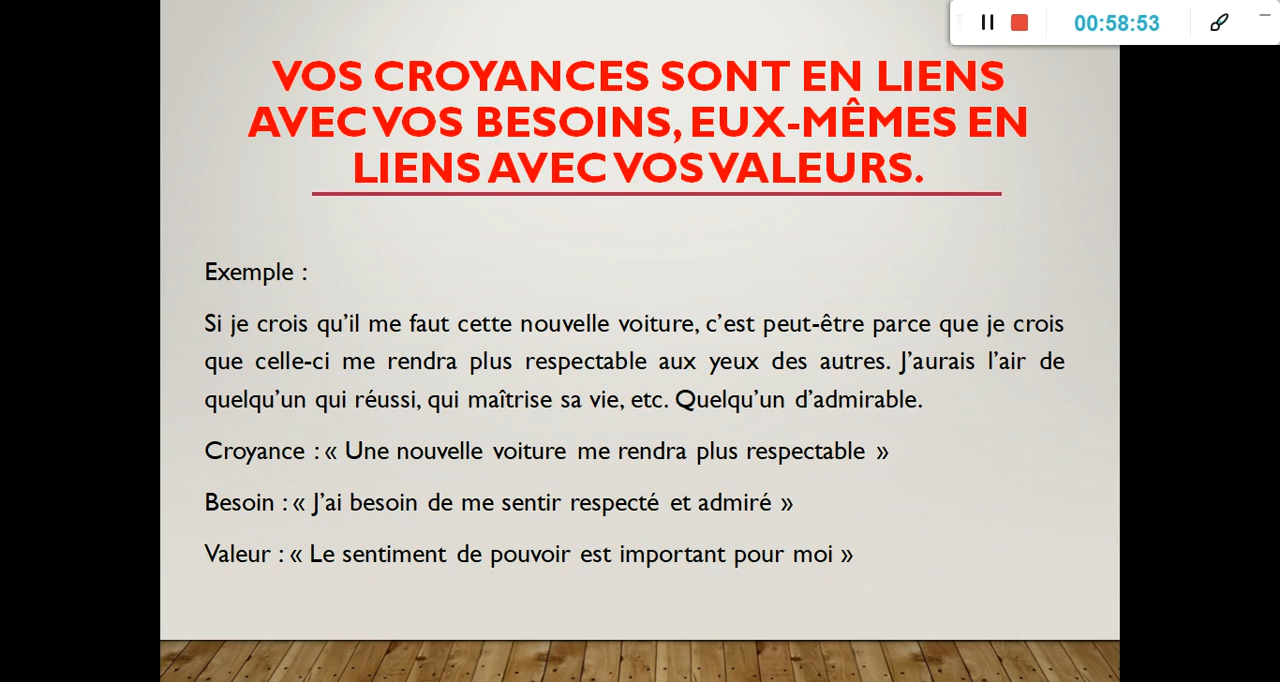 00:58:53
VOS CROYANCES SONT EN LIENS
AVEC VOS BESOINS, EUX-MÊMES EN
LIENS AVEC VOS VALEURS.
Exemple :
Si je crois qu’il me faut cette nouvelle voiture, c’est peut-être parce que je crois
que celle-ci me rendra plus respectable aux yeux des autres. J’aurais l’air de
quelqu’un qui réussi, qui maîtrise sa vie, etc. Quelqu’un d’admirable.
Croyance : « Une nouvelle voiture me rendra plus respectable »
Besoin : « J’ai besoin de me sentir respecté et admiré »
Valeur : « Le sentiment de pouvoir est important pour moi »